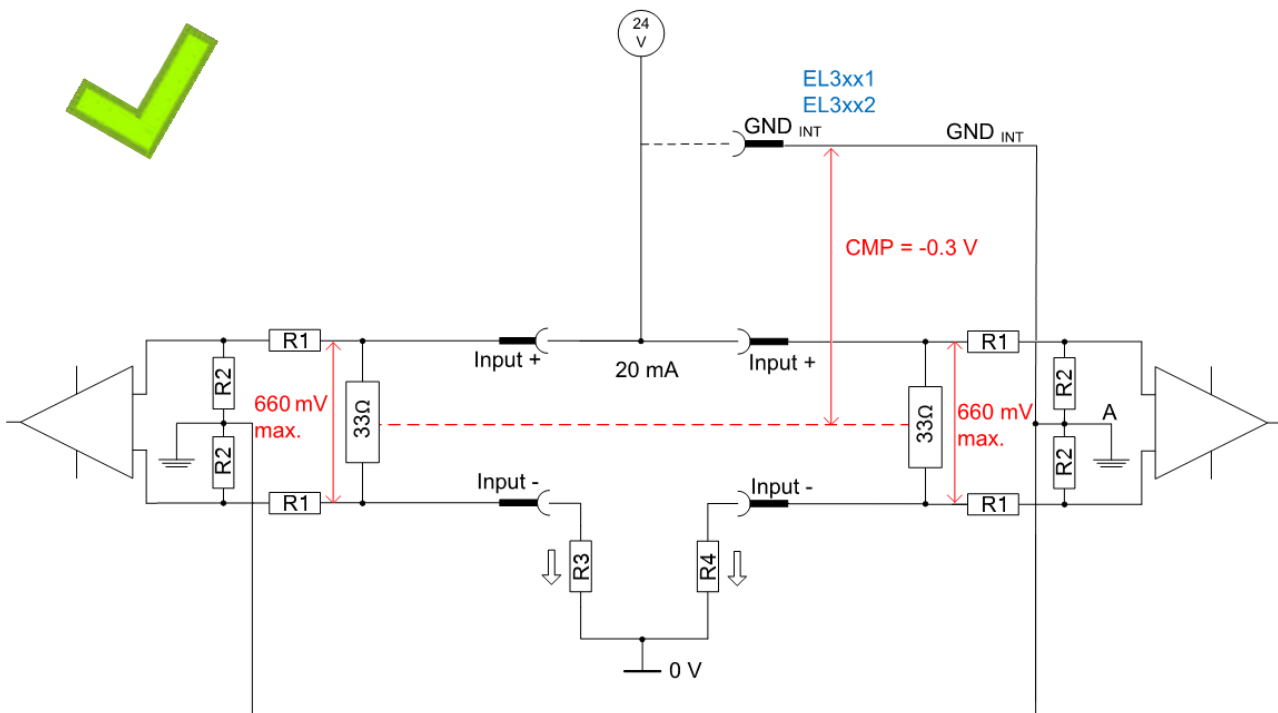 24
V
EL3xx1
EL3xx2
GND INT
GND INT
CMP = -0.3 V
R1
Input +
20 mA
Input +
R1
R2
660 mV
max.
33Ω
33Ω
660 mV
max.
R2
A
R2
R2
R1
Input -
Input -
R1
R3
R4
0 V